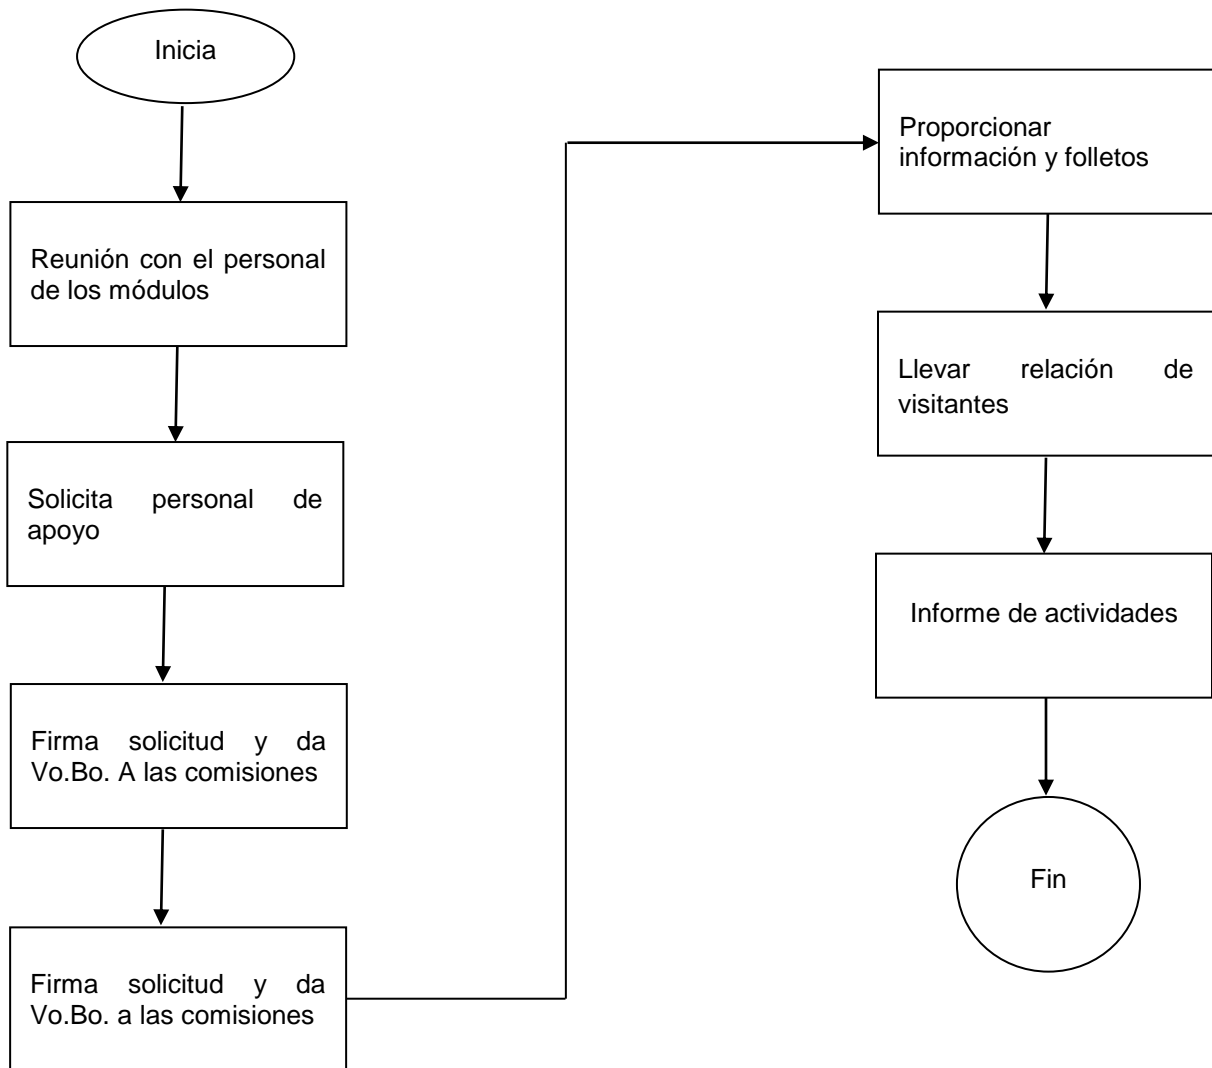 Inicia
Reunión con el personal
de los módulos
Solicita personal de
apoyo
Firma solicitud y da
Vo.Bo. A las comisiones
Firma solicitud y da
Vo.Bo. a las comisiones
Proporcionar
información y folletos
Llevar relación de
visitantes
Informe de actividades
Fin